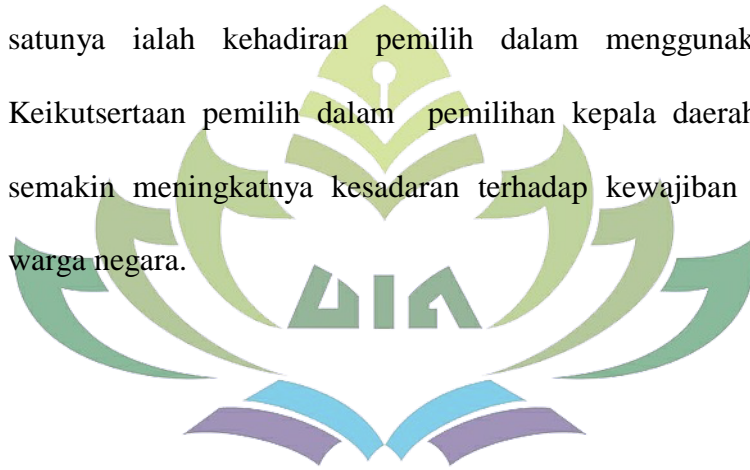 satunya ialah kehadiran pemilih dalam menggunak
Keikutsertaan pemilih dalam pemilihan kepala daerah
semakin meningkatnya kesadaran terhadap kewajiban
warga negara.
UIN